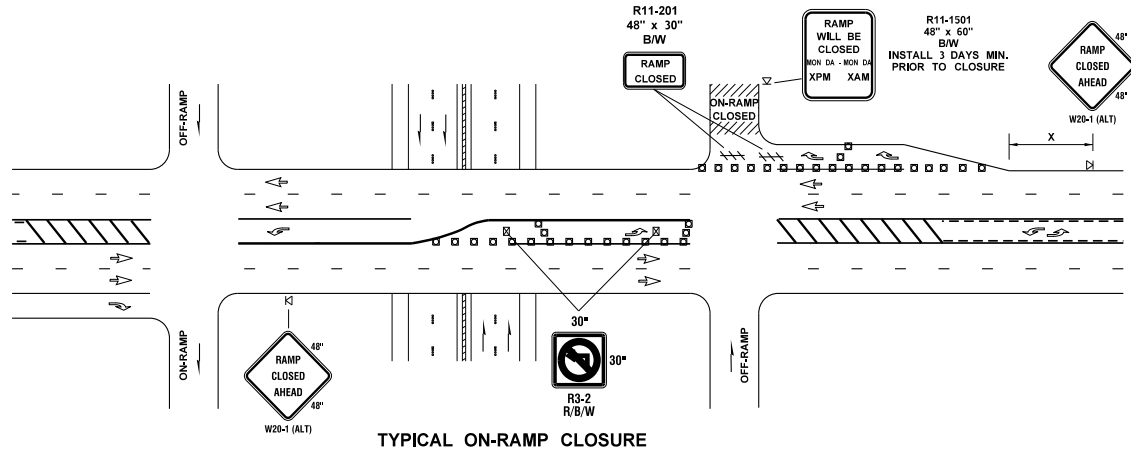 R11-201
48" x 30"
B/W
RAMP
CLOSED
RAMP
WILL BE
CLOSED
MON DA - MON DA
XPM XAM
R11-1501
48" x 60"
B/W
INSTALL 3 DAYS MIN.
PRIOR TO CLOSURE
RAMP
CLOSED
AHEAD
48"
48"
W20-1 (ALT)
OFF-RAMP
ON-RAMP
CLOSED
X
ON-RAMP
RAMP
CLOSED
AHEAD
48"
48"
W20-1 (ALT)
30"
30"
R3-2
R/B/W
OFF-RAMP
TYPICAL ON-RAMP CLOSURE